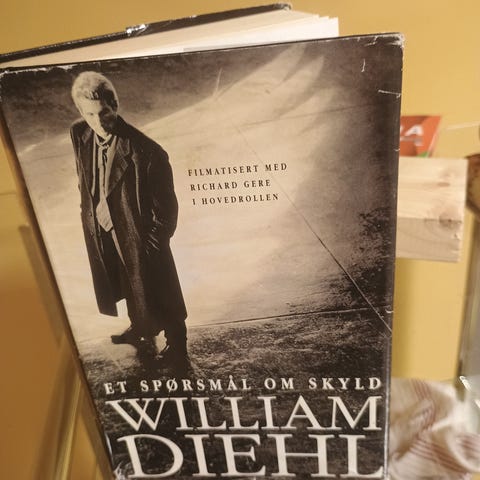 FILMATISERT MED
RICHARD GERE
I HOVEDROLLEN
ET SPØRSMÅL OM SKYLD
WILLIAM
DIEHL